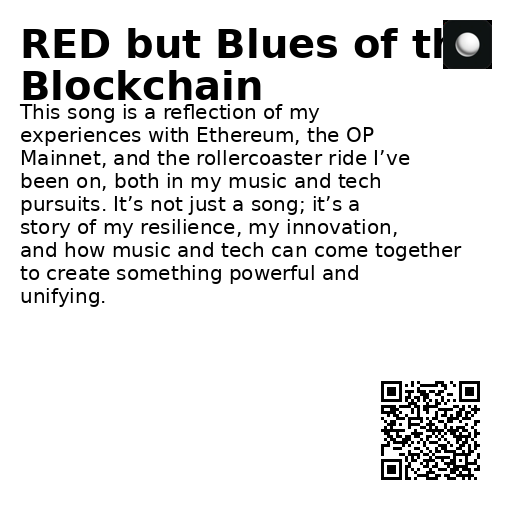 RED but Blues of th
Blockchain
This song is a reflection of my
experiences with Ethereum, the OP
Mainnet, and the rollercoaster ride I’ve
been on, both in my music and tech
pursuits. It’s not just a song; it’s a
story of my resilience, my innovation,
and how music and tech can come together
to create something powerful and
unifying.